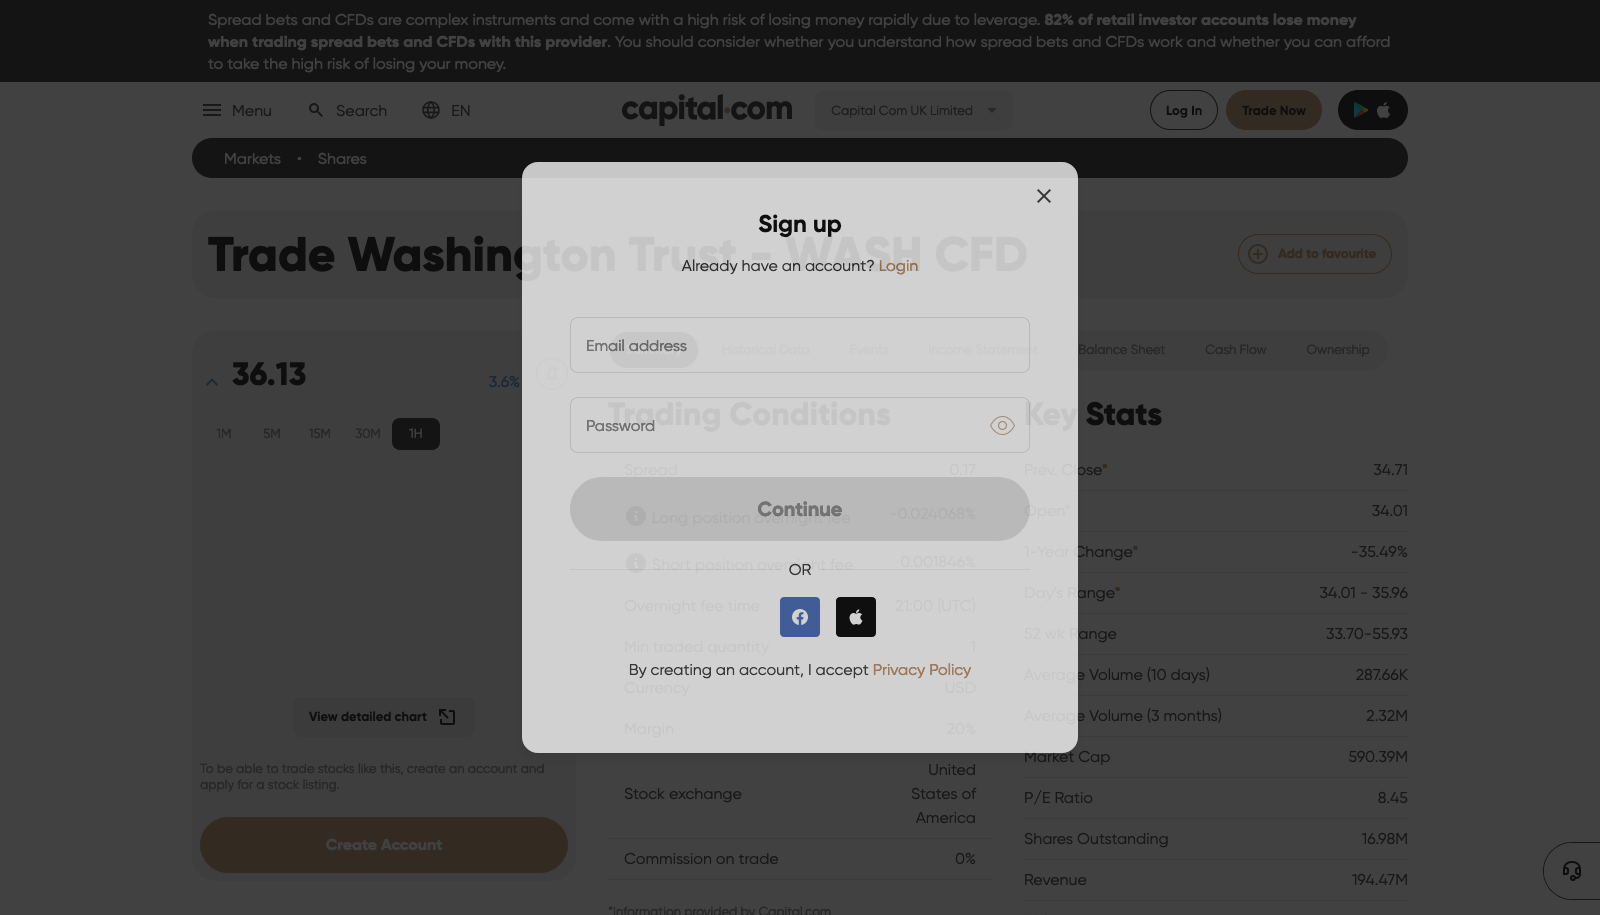 Spread bets and CFDs are complex instruments and come with a high risk of losing money rapidly due to leverage. 82% of retail investor accounts lose money
when trading spread bets and CFDs with this provider. You should consider whether you understand how spread bets and CFDs work and whether you can afford
to take the high risk of losing your money.
Menu Search EN capital.com Capital Com UK Limited Log In Trade Now
Markets • Shares
Trade Washington Trust - WASH CFD
Add to favourite
Sign up
Already have an account? Login
Email address
Password
Continue
OR
By creating an account, I accept Privacy Policy
36.13
3.6%
1M 5M 15M 30M 1H
View detailed chart
To be able to trade stocks like this, create an account and
apply for a stock listing.
Create Account
Historical Data Events Income Statement Balance Sheet Cash Flow Ownership
Trading Conditions
Spread 0.17
Long position overnight fee -0.024068%
Short position overnight fee 0.001846%
Overnight fee time 21:00 (UTC)
Min traded quantity 1
Currency USD
Margin 20%
Stock exchange United
States of
America
Commission on trade 0%
*Information provided by Capital.com
Key Stats
Prev. Close* 34.71
Open* 34.01
1-Year Change* -35.49%
Day's Range* 34.01 - 35.96
52 wk Range 33.70-55.93
Average Volume (10 days) 287.66K
Average Volume (3 months) 2.32M
Market Cap 590.39M
P/E Ratio 8.45
Shares Outstanding 16.98M
Revenue 194.47M